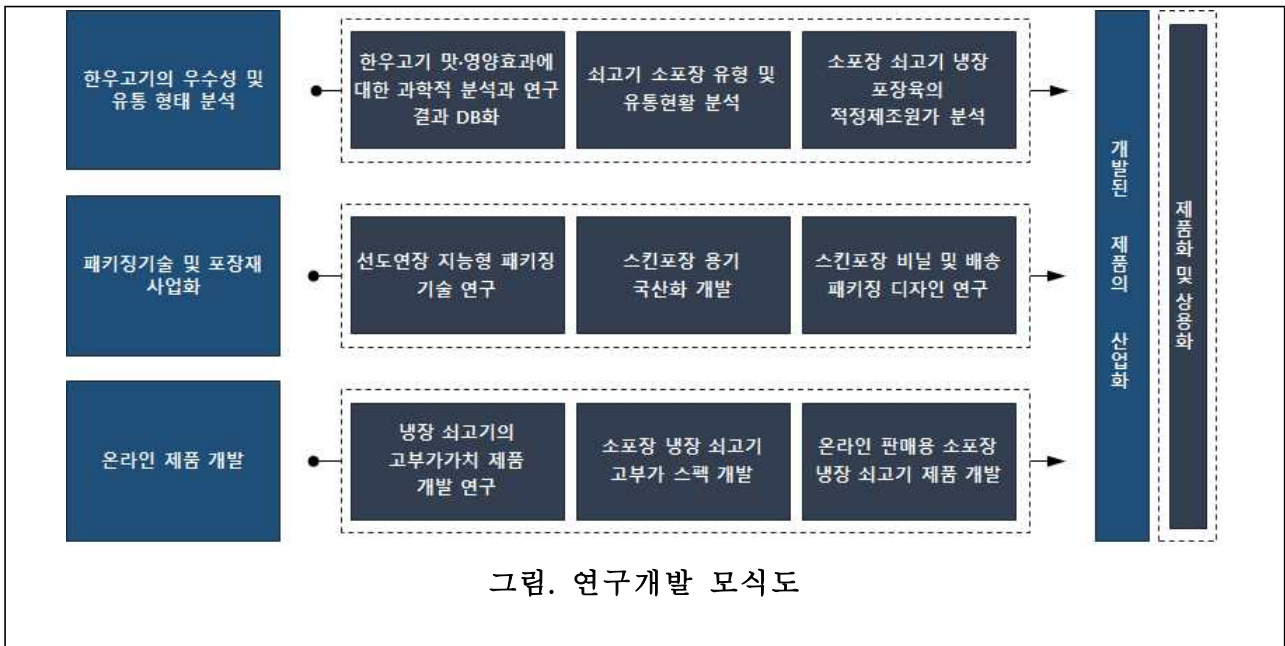 한우고기의 우수성 및
유통 형태 분석
한우고기 맛·영양효과에
대한 과학적 분석과 연구
결과 DB화
쇠고기 소포장 유형 및
유통현황 분석
소포장 쇠고기 냉장
포장육의
적정제조원가 분석
패키징기술 및 포장재
사업화
선도연장 지능형 패키징
기술 연구
스킨포장 용기
국산화 개발
스킨포장 비닐 및 배송
패키징 디자인 연구
온라인 제품 개발
냉장 쇠고기의
고부가가치 제품
개발 연구
소포장 냉장 쇠고기
고부가 스펙 개발
온라인 판매용 소포장
냉장 쇠고기 제품 개발
개발된 제품의 산업화
제품화 및 상용화
그림. 연구개발 모식도